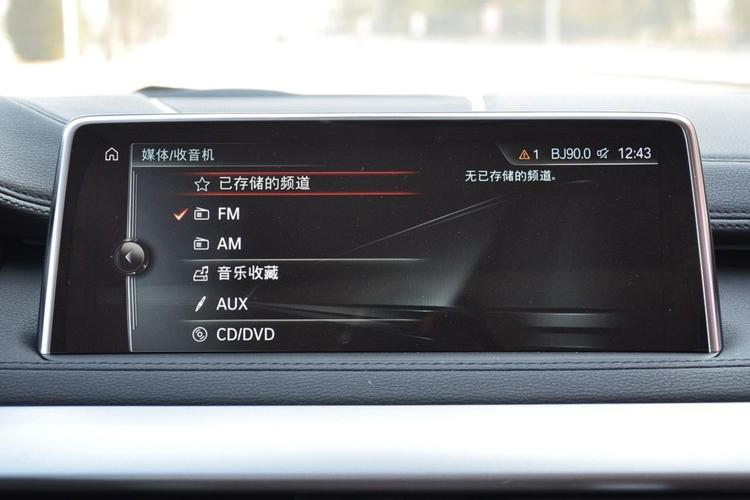 媒体/收音机
1 BJ90.0 12:43
已存储的频道
无已存储的频道。
FM
AM
音乐收藏
AUX
CD/DVD